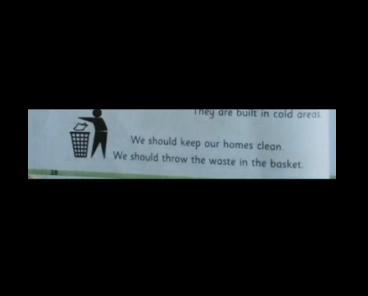 They are built in cold areas.
We should keep our homes clean.
We should throw the waste in the basket.